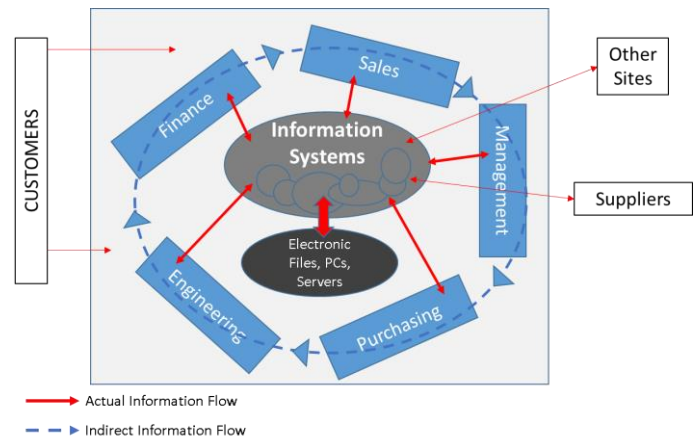 CUSTOMERS
Finance
Sales
Management
Purchasing
Engineering
Information
Systems
Electronic
Files, PCs,
Servers
Other
Sites
Suppliers
Actual Information Flow
Indirect Information Flow